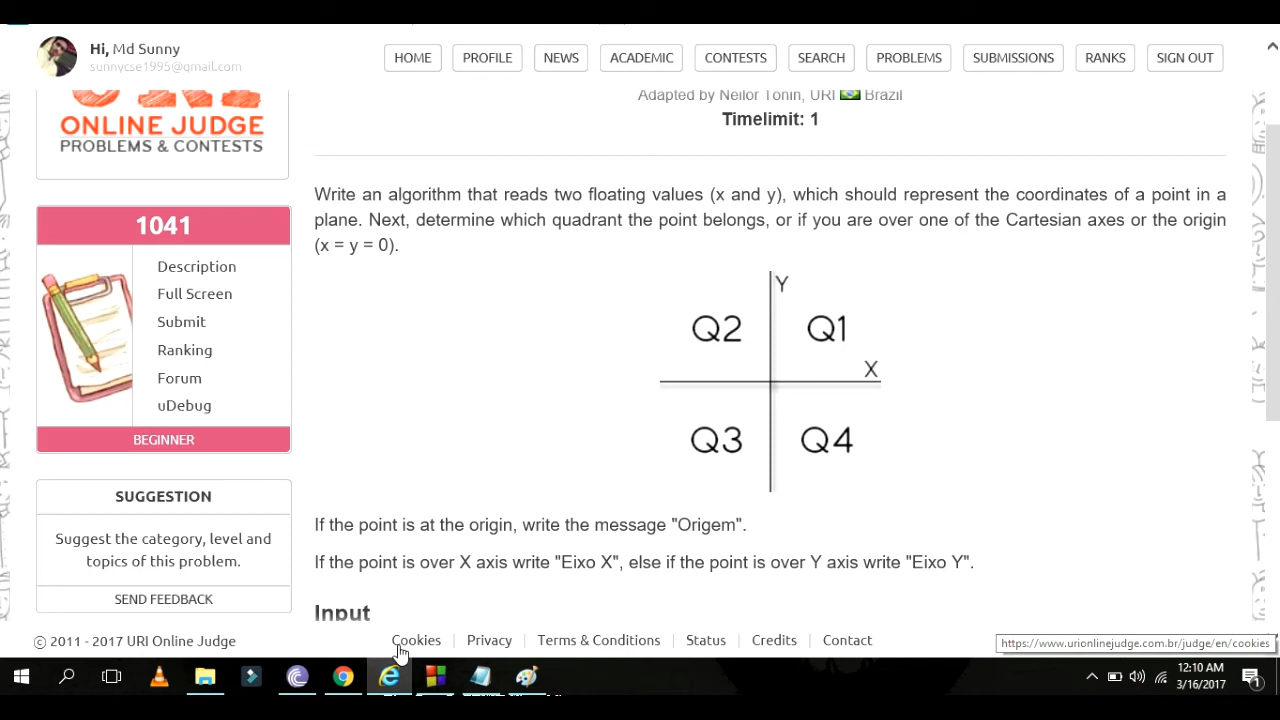 Hi, Md Sunny
sunnycse1995@gmail.com
HOME
PROFILE
NEWS
ACADEMIC
CONTESTS
SEARCH
PROBLEMS
SUBMISSIONS
RANKS
SIGN OUT
URI
ONLINE JUDGE
PROBLEMS & CONTESTS
Adapted by Neilor Tonin, URI Brazil
Timelimit: 1
1041
Description
Full Screen
Submit
Ranking
Forum
uDebug
BEGINNER
SUGGESTION
Suggest the category, level and
topics of this problem.
SEND FEEDBACK
Write an algorithm that reads two floating values (x and y), which should represent the coordinates of a point in a
plane. Next, determine which quadrant the point belongs, or if you are over one of the Cartesian axes or the origin
(x = y = 0).
Y
Q2
Q1
X
Q3
Q4
If the point is at the origin, write the message "Origem".
If the point is over X axis write "Eixo X", else if the point is over Y axis write "Eixo Y".
Input
© 2011 - 2017 URI Online Judge
Cookies
Privacy
Terms & Conditions
Status
Credits
Contact
https://www.urionlinejudge.com.br/judge/en/cookies
12:10 AM
3/16/2017
1